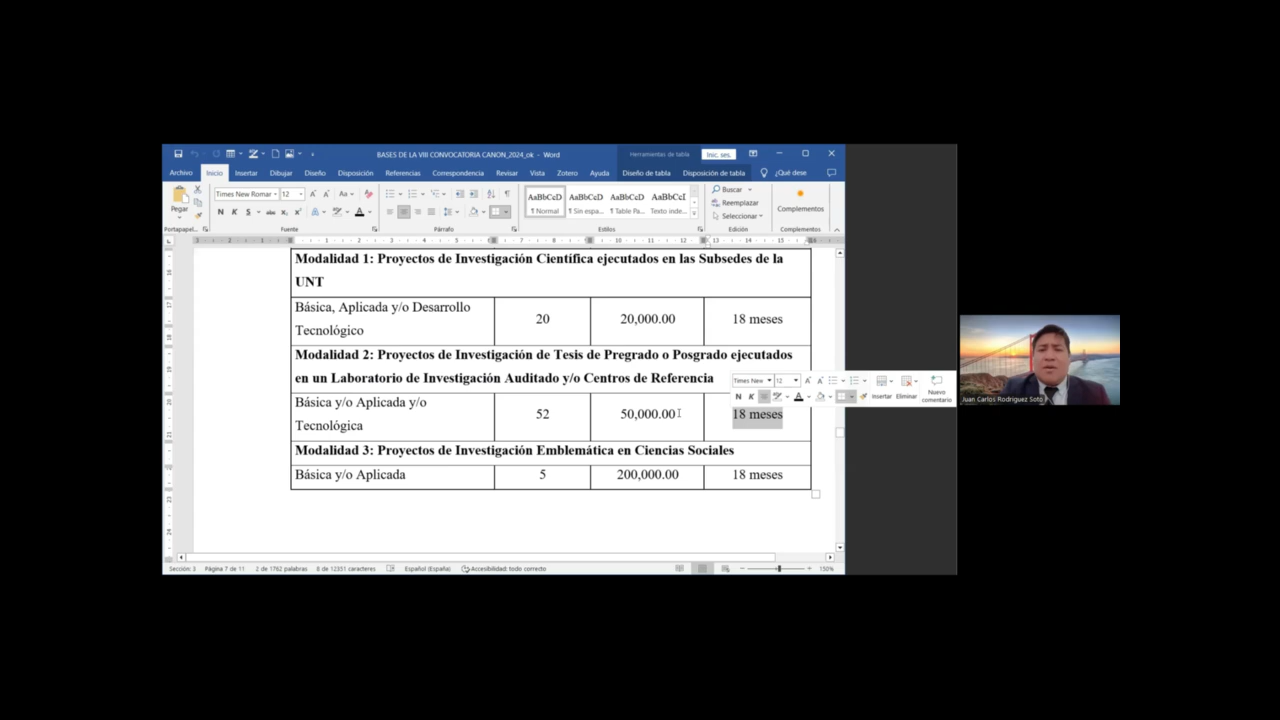 BASES DE LA VIII CONVOCATORIA CANON_2024_ok - Word
Herramientas de tabla
Inic. ses.
Archivo Inicio Insertar Dibujar Diseño Disposición Referencias Correspondencia Revisar Vista Zotero Ayuda Diseño de tabla Disposición de tabla ¿Qué dese
Pegar
Times New Roman 12
AaBbCcD AaBbCcD AaBbCcD AaBbCcI
¶ Normal ¶ Sin espa... ¶ Table Pa... Texto inde...
Buscar
Reemplazar
Seleccionar
Complementos
Portapapel... Fuente Párrafo Estilos Edición Complementos
Modalidad 1: Proyectos de Investigación Científica ejecutados en las Subsedes de la
UNT
Básica, Aplicada y/o Desarrollo
Tecnológico
20 20,000.00 18 meses
Modalidad 2: Proyectos de Investigación de Tesis de Pregrado o Posgrado ejecutados
en un Laboratorio de Investigación Auditado y/o Centros de Referencia
Básica y/o Aplicada y/o
Tecnológica
52 50,000.00 18 meses
Modalidad 3: Proyectos de Investigación Emblemática en Ciencias Sociales
Básica y/o Aplicada 5 200,000.00 18 meses
Times New 12
N K
Insertar Eliminar
Nuevo
comentario
Juan Carlos Rodriguez Soto
Sección: 3 Página 7 de 11 2 de 1762 palabras 8 de 12331 caracteres Español (España) Accesibilidad: todo correcto 150%